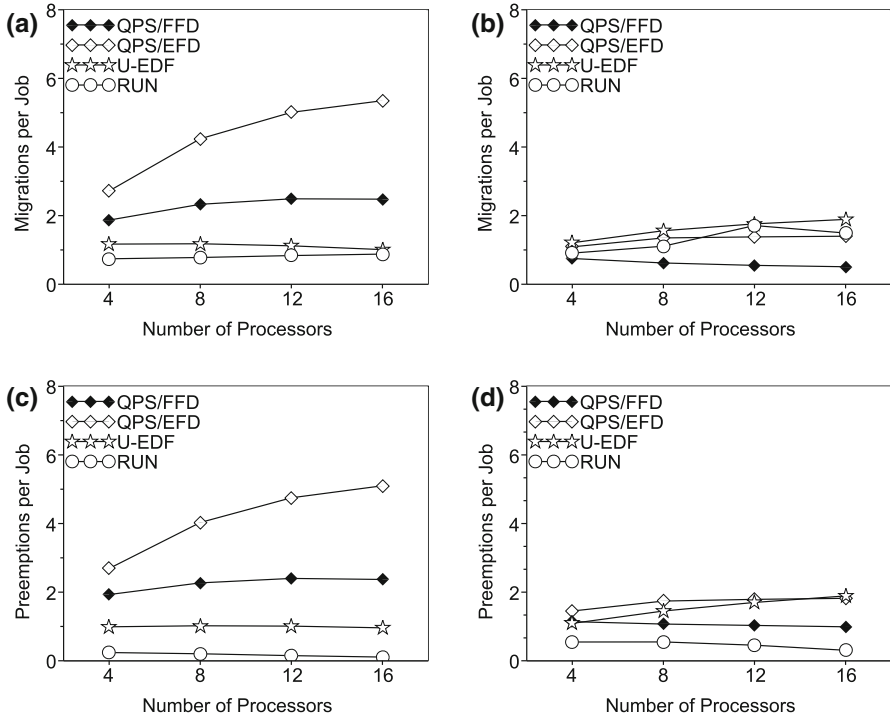 (a)
Migrations per Job
8
6
4
2
0
QPS/FFD
QPS/EFD
U-EDF
RUN
4 8 12 16
Number of Processors
(b)
Migrations per Job
8
6
4
2
0
QPS/FFD
QPS/EFD
U-EDF
RUN
4 8 12 16
Number of Processors
(c)
Preemptions per Job
8
6
4
2
0
QPS/FFD
QPS/EFD
U-EDF
RUN
4 8 12 16
Number of Processors
(d)
Preemptions per Job
8
6
4
2
0
QPS/FFD
QPS/EFD
U-EDF
RUN
4 8 12 16
Number of Processors